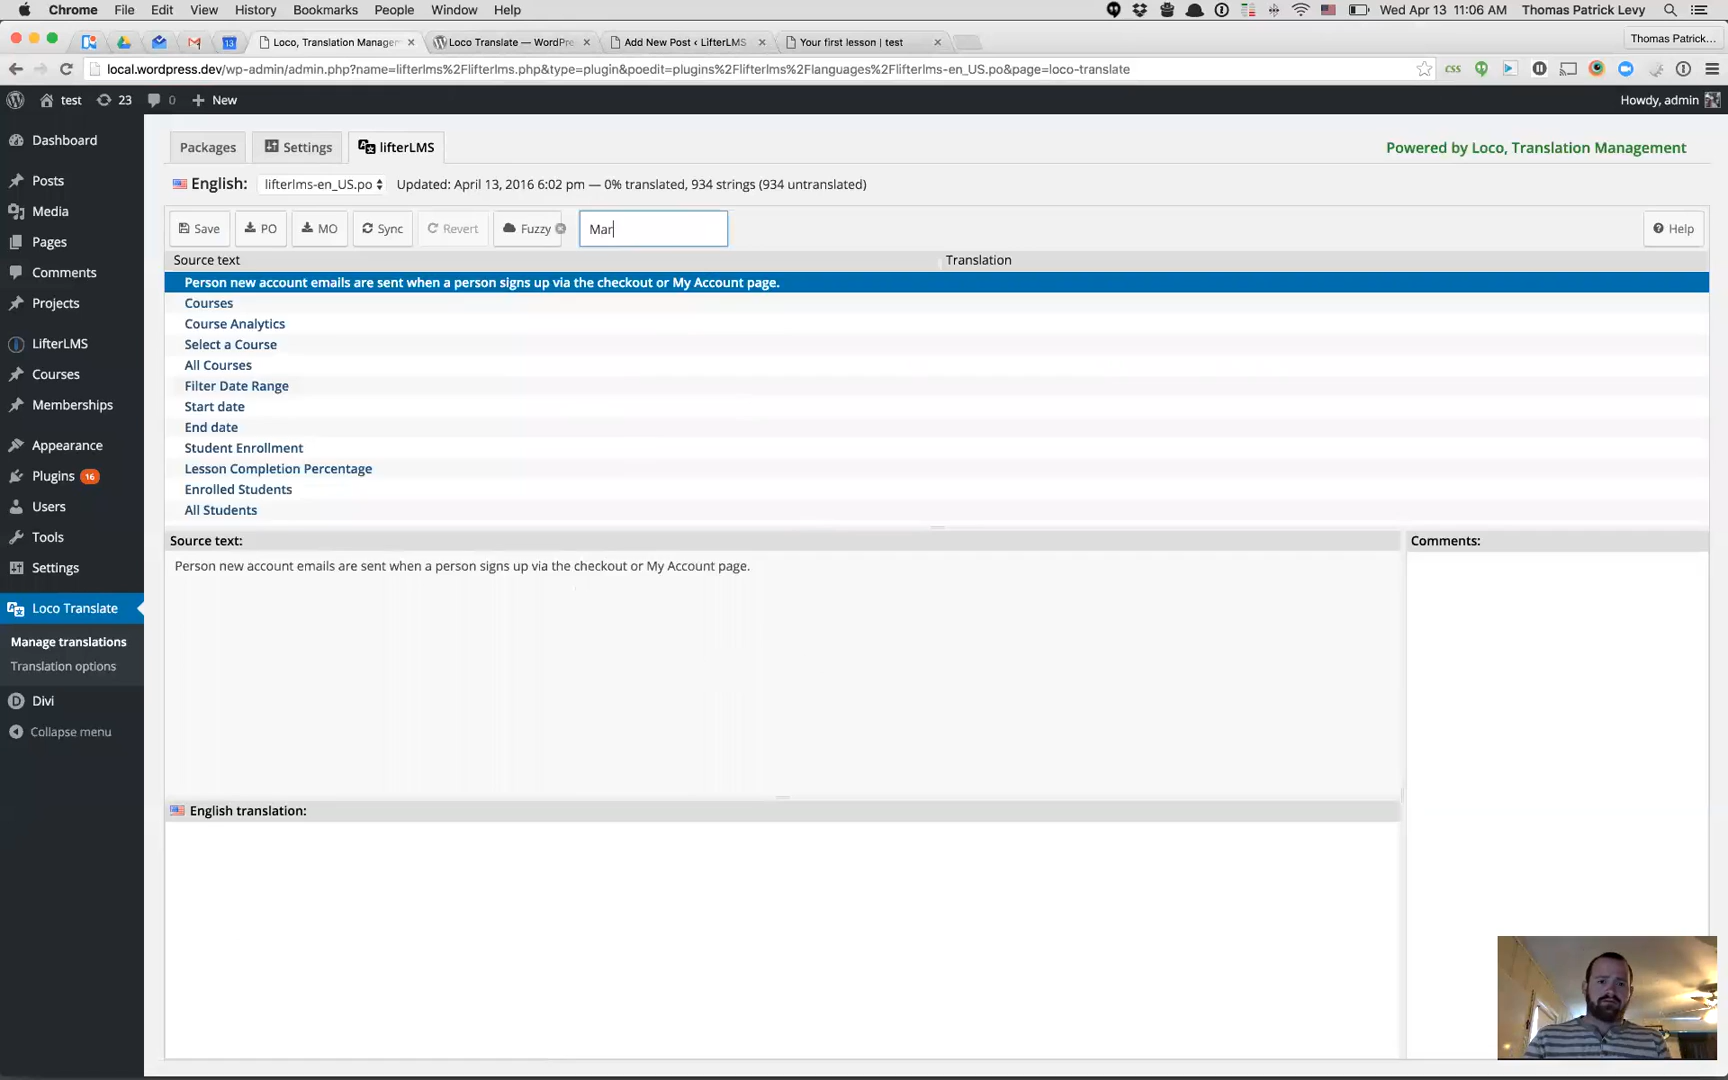 Chrome File Edit View History Bookmarks People Window Help Wed Apr 13 11:06 AM Thomas Patrick Levy
13 Loco, Translation Manage Loco Translate — WordPre Add New Post ‹ LifterLMS Your first lesson | test Thomas Patrick...
local.wordpress.dev/wp-admin/admin.php?name=lifterlms%2Flifterlms.php&type=plugin&poedit=plugins%2Flifterlms%2Flanguages%2Flifterlms-en_US.po&page=loco-translate CSS
test 23 0 New Howdy, admin
Dashboard
Posts
Media
Pages
Comments
Projects
LifterLMS
Courses
Memberships
Appearance
Plugins 16
Users
Tools
Settings
Loco Translate
Manage translations
Translation options
Divi
Collapse menu
Packages Settings lifterLMS Powered by Loco, Translation Management
English: lifterlms-en_US.po Updated: April 13, 2016 6:02 pm — 0% translated, 934 strings (934 untranslated)
Save PO MO Sync Revert Fuzzy Mar Help
Source text Translation
Person new account emails are sent when a person signs up via the checkout or My Account page.
Courses
Course Analytics
Select a Course
All Courses
Filter Date Range
Start date
End date
Student Enrollment
Lesson Completion Percentage
Enrolled Students
All Students
Source text: Comments:
Person new account emails are sent when a person signs up via the checkout or My Account page.
English translation: